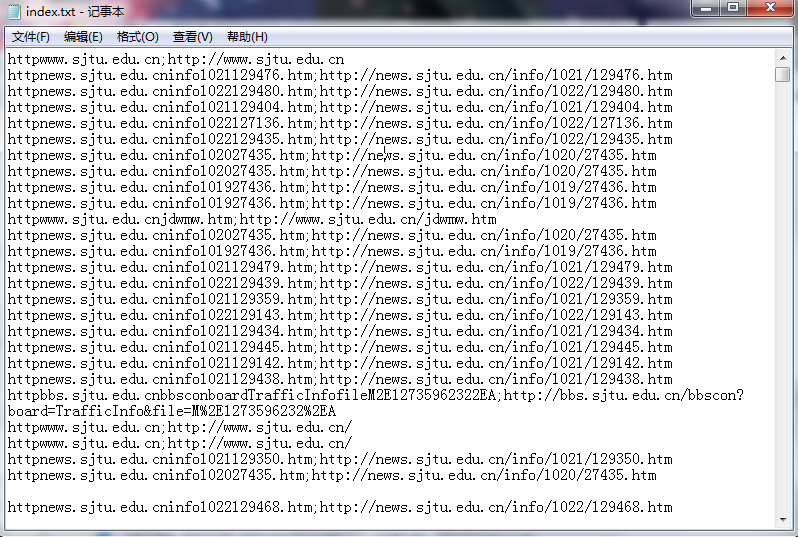 index.txt - 记事本
文件(F) 编辑(E) 格式(O) 查看(V) 帮助(H)
httpwww.sjtu.edu.cn;http://www.sjtu.edu.cn
httpnews.sjtu.edu.cninfo1021129476.htm;http://news.sjtu.edu.cn/info/1021/129476.htm
httpnews.sjtu.edu.cninfo1022129480.htm;http://news.sjtu.edu.cn/info/1022/129480.htm
httpnews.sjtu.edu.cninfo1021129404.htm;http://news.sjtu.edu.cn/info/1021/129404.htm
httpnews.sjtu.edu.cninfo1022127136.htm;http://news.sjtu.edu.cn/info/1022/127136.htm
httpnews.sjtu.edu.cninfo1022129435.htm;http://news.sjtu.edu.cn/info/1022/129435.htm
httpnews.sjtu.edu.cninfo102027435.htm;http://news.sjtu.edu.cn/info/1020/27435.htm
httpnews.sjtu.edu.cninfo102027435.htm;http://news.sjtu.edu.cn/info/1020/27435.htm
httpnews.sjtu.edu.cninfo101927436.htm;http://news.sjtu.edu.cn/info/1019/27436.htm
httpnews.sjtu.edu.cninfo101927436.htm;http://news.sjtu.edu.cn/info/1019/27436.htm
httpwww.sjtu.edu.cnjdwmw.htm;http://www.sjtu.edu.cn/jdwmw.htm
httpnews.sjtu.edu.cninfo102027435.htm;http://news.sjtu.edu.cn/info/1020/27435.htm
httpnews.sjtu.edu.cninfo101927436.htm;http://news.sjtu.edu.cn/info/1019/27436.htm
httpnews.sjtu.edu.cninfo1021129479.htm;http://news.sjtu.edu.cn/info/1021/129479.htm
httpnews.sjtu.edu.cninfo1022129439.htm;http://news.sjtu.edu.cn/info/1022/129439.htm
httpnews.sjtu.edu.cninfo1021129359.htm;http://news.sjtu.edu.cn/info/1021/129359.htm
httpnews.sjtu.edu.cninfo1022129143.htm;http://news.sjtu.edu.cn/info/1022/129143.htm
httpnews.sjtu.edu.cninfo1021129434.htm;http://news.sjtu.edu.cn/info/1021/129434.htm
httpnews.sjtu.edu.cninfo1021129445.htm;http://news.sjtu.edu.cn/info/1021/129445.htm
httpnews.sjtu.edu.cninfo1021129142.htm;http://news.sjtu.edu.cn/info/1021/129142.htm
httpnews.sjtu.edu.cninfo1021129438.htm;http://news.sjtu.edu.cn/info/1021/129438.htm
httpbbs.sjtu.edu.cnbbsconboardTrafficInfofileM2E12735962322EA;http://bbs.sjtu.edu.cn/bbscon?
board=TrafficInfo&file=M%2E1273596232%2EA
httpwww.sjtu.edu.cn;http://www.sjtu.edu.cn/
httpwww.sjtu.edu.cn;http://www.sjtu.edu.cn/
httpnews.sjtu.edu.cninfo1021129350.htm;http://news.sjtu.edu.cn/info/1021/129350.htm
httpnews.sjtu.edu.cninfo102027435.htm;http://news.sjtu.edu.cn/info/1020/27435.htm
httpnews.sjtu.edu.cninfo1022129468.htm;http://news.sjtu.edu.cn/info/1022/129468.htm